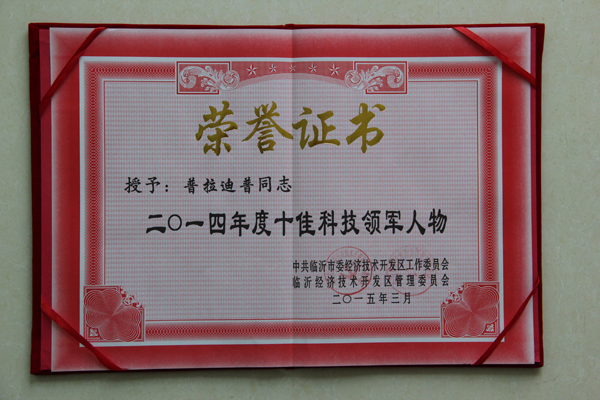 荣誉证书
授予：普拉迪普同志
二〇一四年度十佳科技领军人物
中共临沂市委经济技术开发区工作委员会
临沂经济技术开发区管理委员会
二〇一五年三月